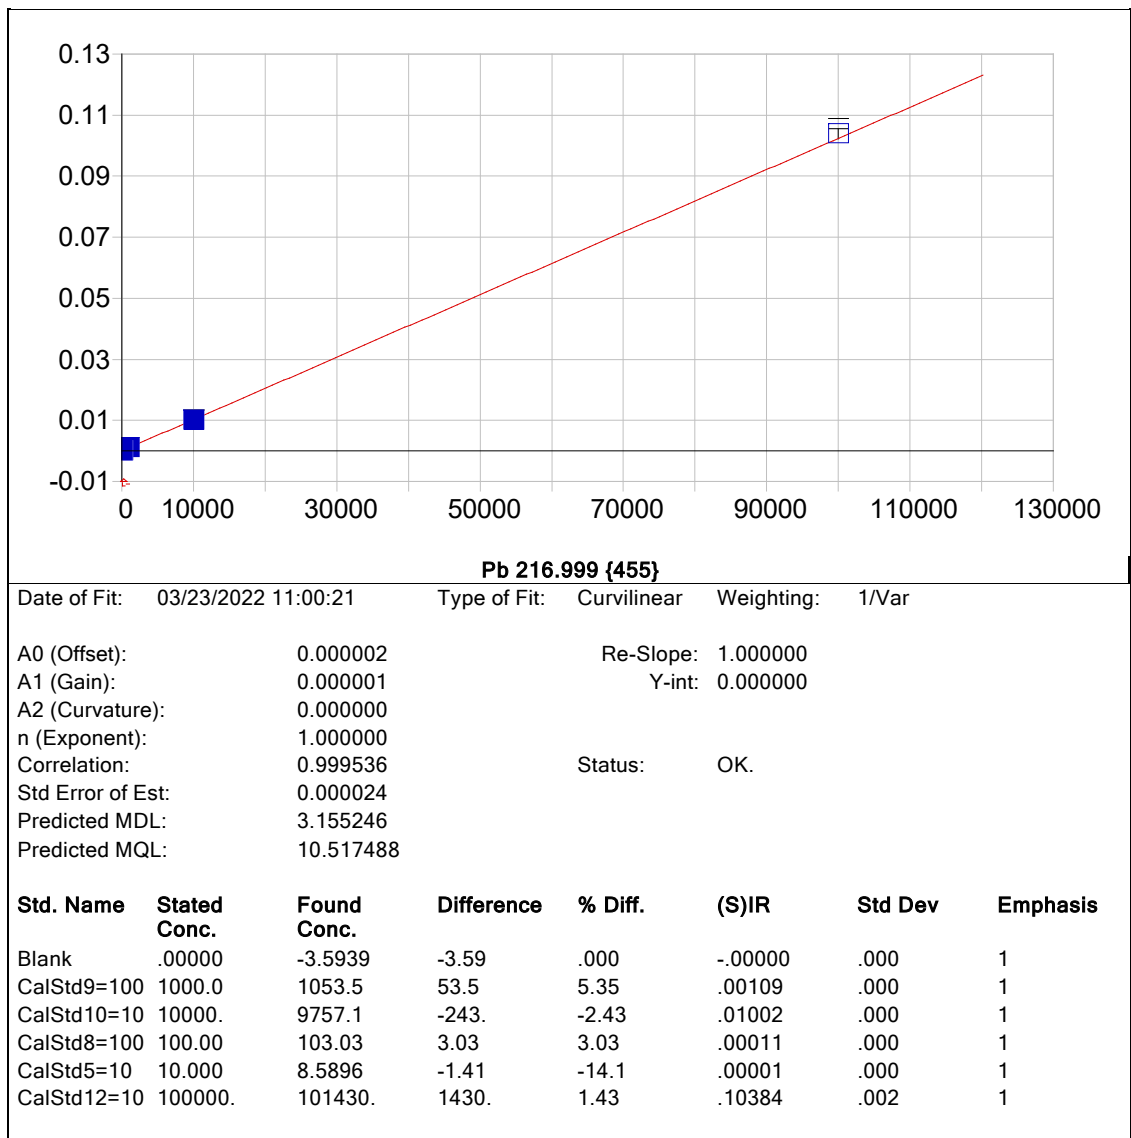 0.13
0.11
0.09
0.07
0.05
0.03
0.01
-0.01
0 10000 30000 50000 70000 90000 110000 130000
Pb 216.999 {455}
Date of Fit: 03/23/2022 11:00:21 Type of Fit: Curvilinear Weighting: 1/Var
A0 (Offset): 0.000002 Re-Slope: 1.000000
A1 (Gain): 0.000001 Y-int: 0.000000
A2 (Curvature): 0.000000
n (Exponent): 1.000000
Correlation: 0.999536 Status: OK.
Std Error of Est: 0.000024
Predicted MDL: 3.155246
Predicted MQL: 10.517488
Std. Name Stated Found Difference % Diff. (S)IR Std Dev Emphasis
Conc. Conc.
Blank .00000 -3.5939 -3.59 .000 -.00000 .000 1
CalStd9=100 1000.0 1053.5 53.5 5.35 .00109 .000 1
CalStd10=10 10000. 9757.1 -243. -2.43 .01002 .000 1
CalStd8=100 100.00 103.03 3.03 3.03 .00011 .000 1
CalStd5=10 10.000 8.5896 -1.41 -14.1 .00001 .000 1
CalStd12=10 100000. 101430. 1430. 1.43 .10384 .002 1